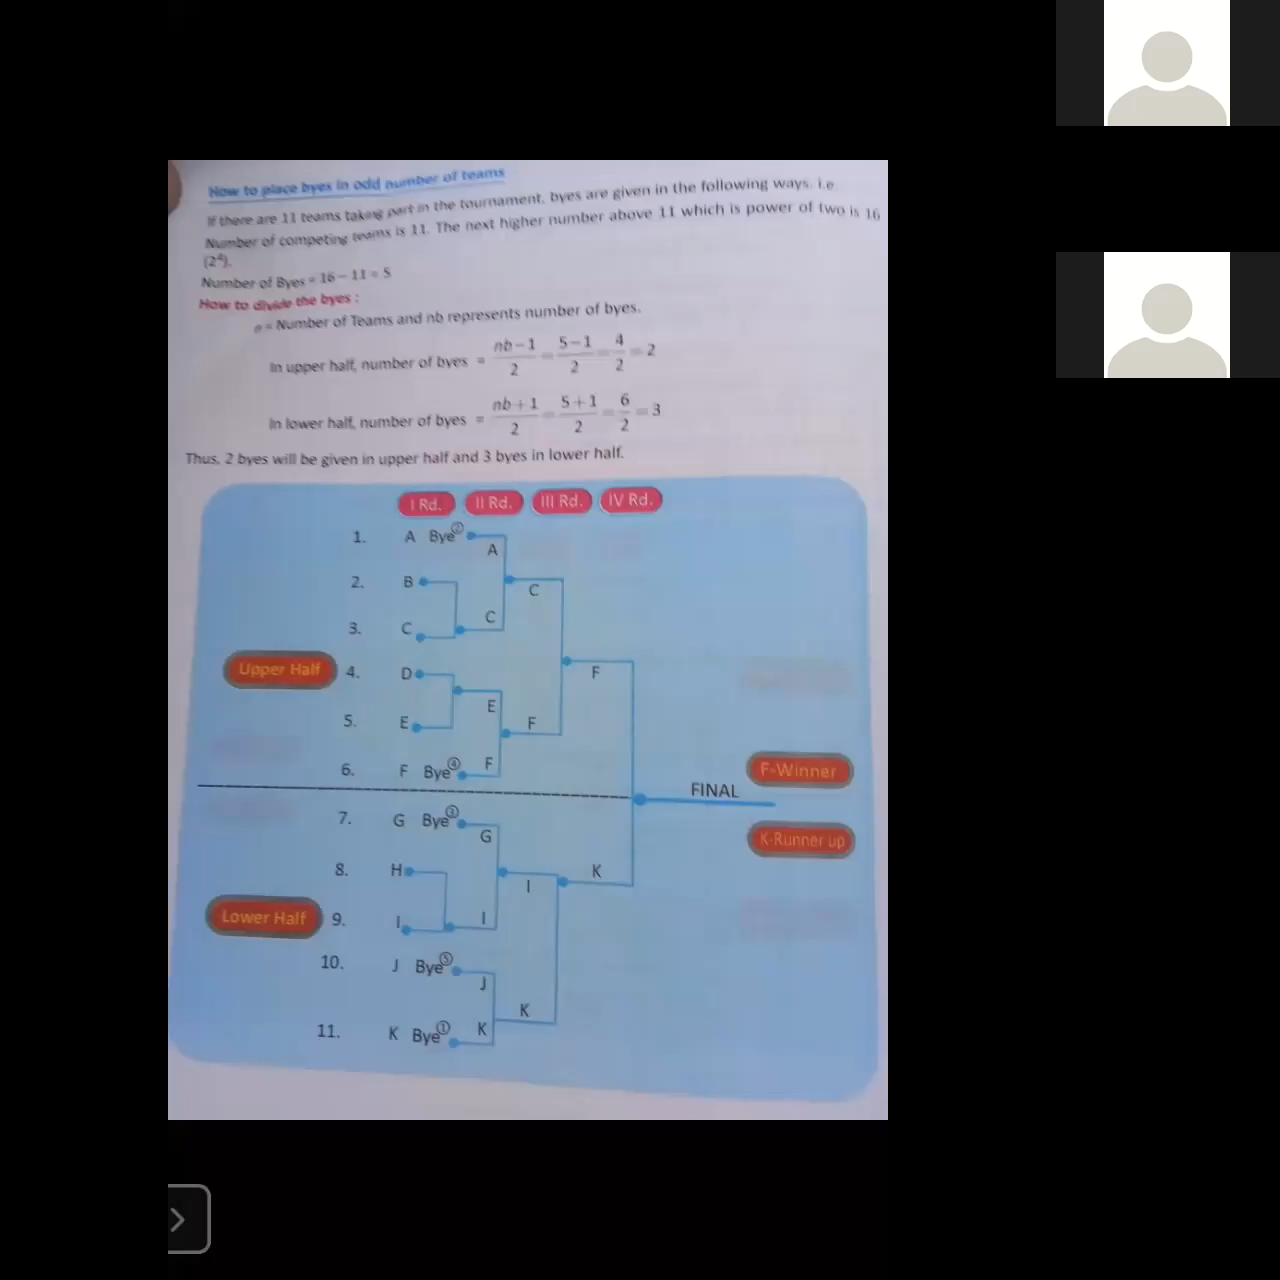 How to place byes in odd number of teams
If there are 11 teams taking part in the tournament, byes are given in the following ways. i.e.
Number of competing teams is 11. The next higher number above 11 which is power of two is 16
(2⁴).
Number of Byes = 16 − 11 = 5
How to divide the byes :
n = Number of Teams and nb represents number of byes.
In upper half, number of byes = nb − 1 / 2 = 5 − 1 / 2 = 4 / 2 = 2
In lower half, number of byes = nb + 1 / 2 = 5 + 1 / 2 = 6 / 2 = 3
Thus, 2 byes will be given in upper half and 3 byes in lower half.
I Rd. II Rd. III Rd. IV Rd.
1. A Bye②
A
2. B
C
3. C
C
Upper Half 4. D
F
E
5. E
F
6. F Bye④ F
F-Winner
FINAL
7. G Bye③
G
K-Runner up
8. H
K
I
Lower Half 9. I
I
10. J Bye⑤
J
K
11. K Bye① K